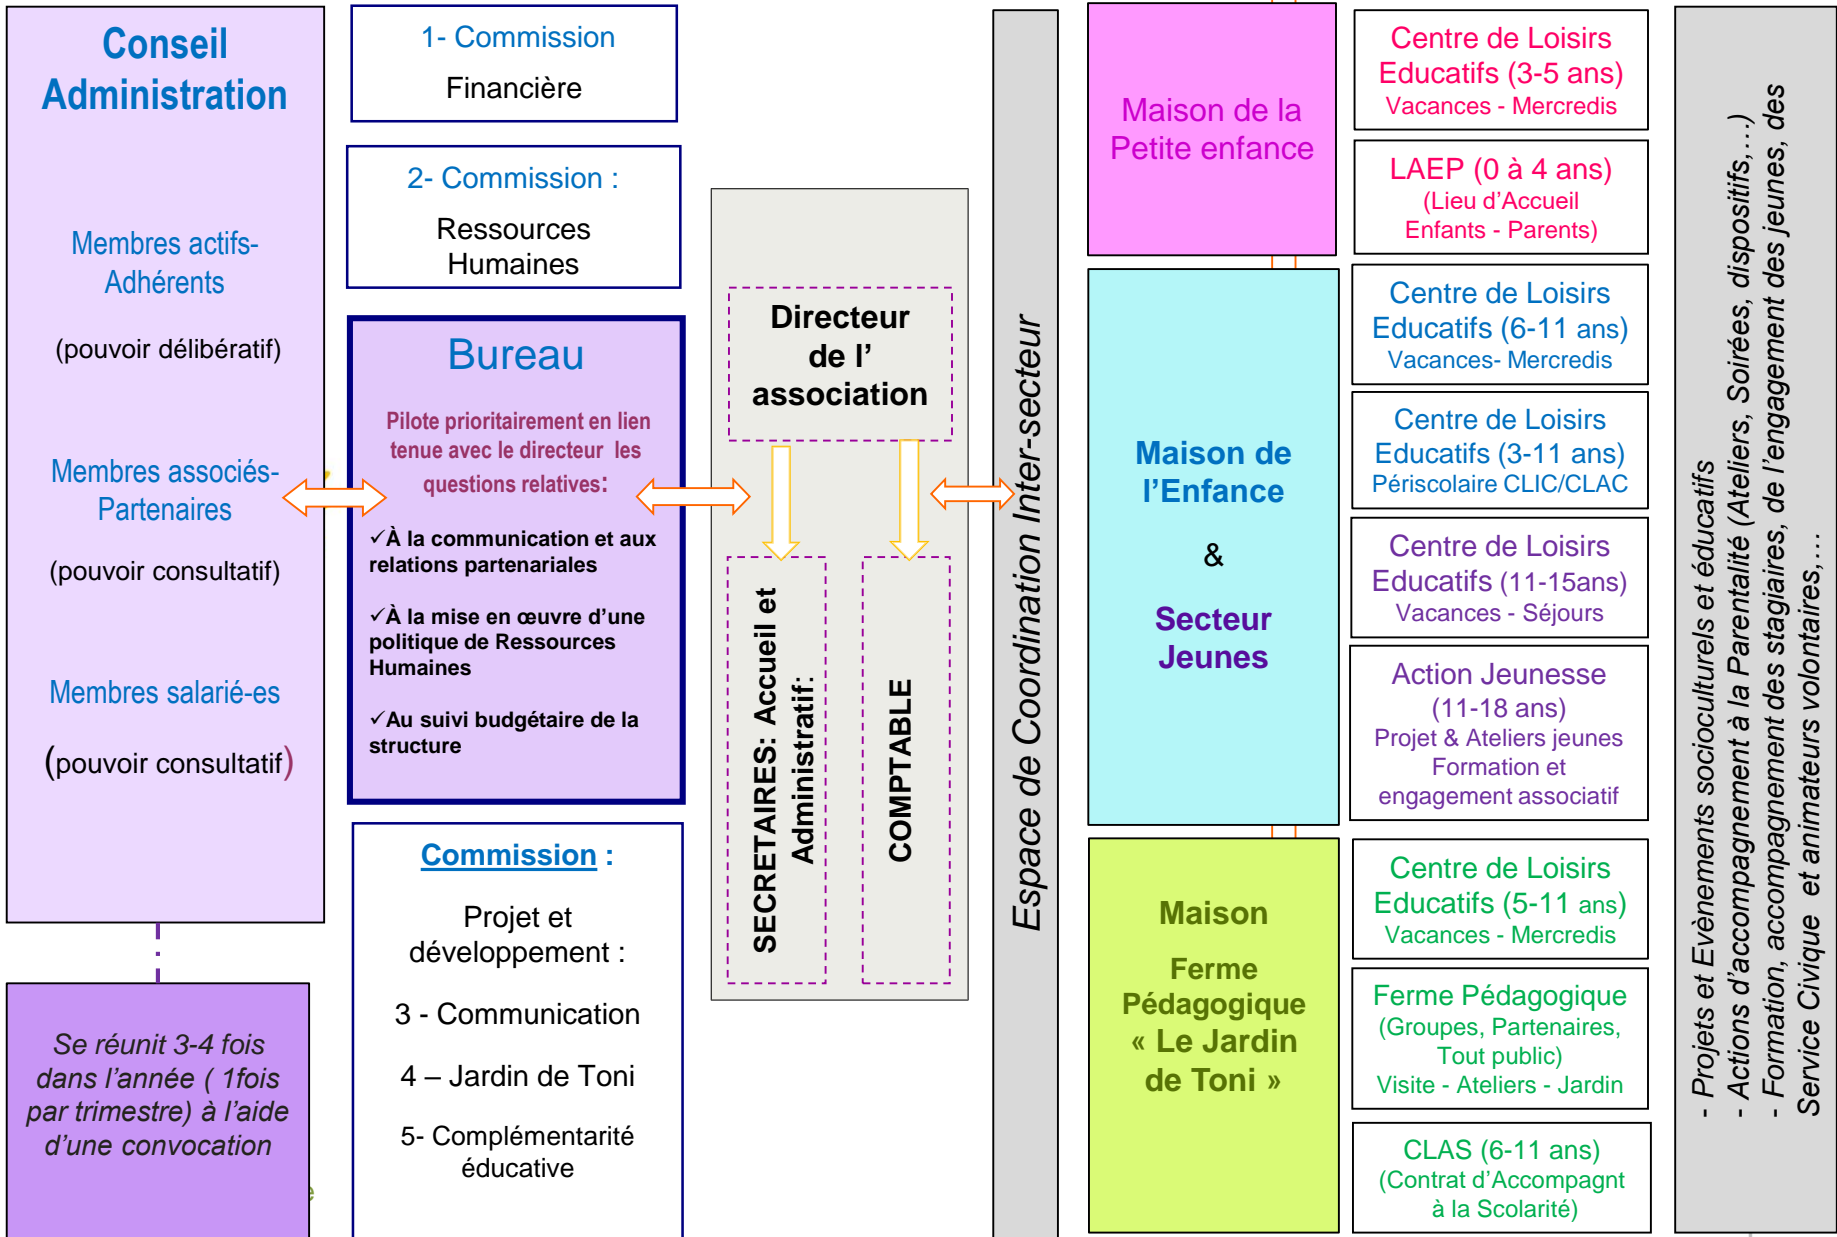 Conseil
Administration
Membres actifs-
Adhérents
(pouvoir délibératif)
Membres associés-
Partenaires
(pouvoir consultatif)
Membres salarié-es
(pouvoir consultatif)
Se réunit 3-4 fois
dans l'année ( 1fois
par trimestre) à l'aide
d'une convocation
1- Commission
Financière
2- Commission :
Ressources
Humaines
Bureau
Pilote prioritairement en lien
tenue avec le directeur les
questions relatives:
✓À la communication et aux
relations partenariales
✓À la mise en œuvre d'une
politique de Ressources
Humaines
✓Au suivi budgétaire de la
structure
Commission :
Projet et
développement :
3 - Communication
4 – Jardin de Toni
5- Complémentarité
éducative
Directeur
de l'
association
SECRETAIRES: Accueil et
Administratif:
COMPTABLE
Espace de Coordination Inter-secteur
Maison de la
Petite enfance
Maison de
l'Enfance
&
Secteur
Jeunes
Maison
Ferme
Pédagogique
« Le Jardin
de Toni »
Centre de Loisirs
Educatifs (3-5 ans)
Vacances - Mercredis
LAEP (0 à 4 ans)
(Lieu d'Accueil
Enfants - Parents)
Centre de Loisirs
Educatifs (6-11 ans)
Vacances- Mercredis
Centre de Loisirs
Educatifs (3-11 ans)
Périscolaire CLIC/CLAC
Centre de Loisirs
Educatifs (11-15ans)
Vacances - Séjours
Action Jeunesse
(11-18 ans)
Projet & Ateliers jeunes
Formation et
engagement associatif
Centre de Loisirs
Educatifs (5-11 ans)
Vacances - Mercredis
Ferme Pédagogique
(Groupes, Partenaires,
Tout public)
Visite - Ateliers - Jardin
CLAS (6-11 ans)
(Contrat d'Accompagnt
à la Scolarité)
- Projets et Evènements socioculturels et éducatifs
- Actions d'accompagnement à la Parentalité (Ateliers, Soirées, dispositifs,…)
- Formation, accompagnement des stagiaires, de l'engagement des jeunes, des
Service Civique et animateurs volontaires,…